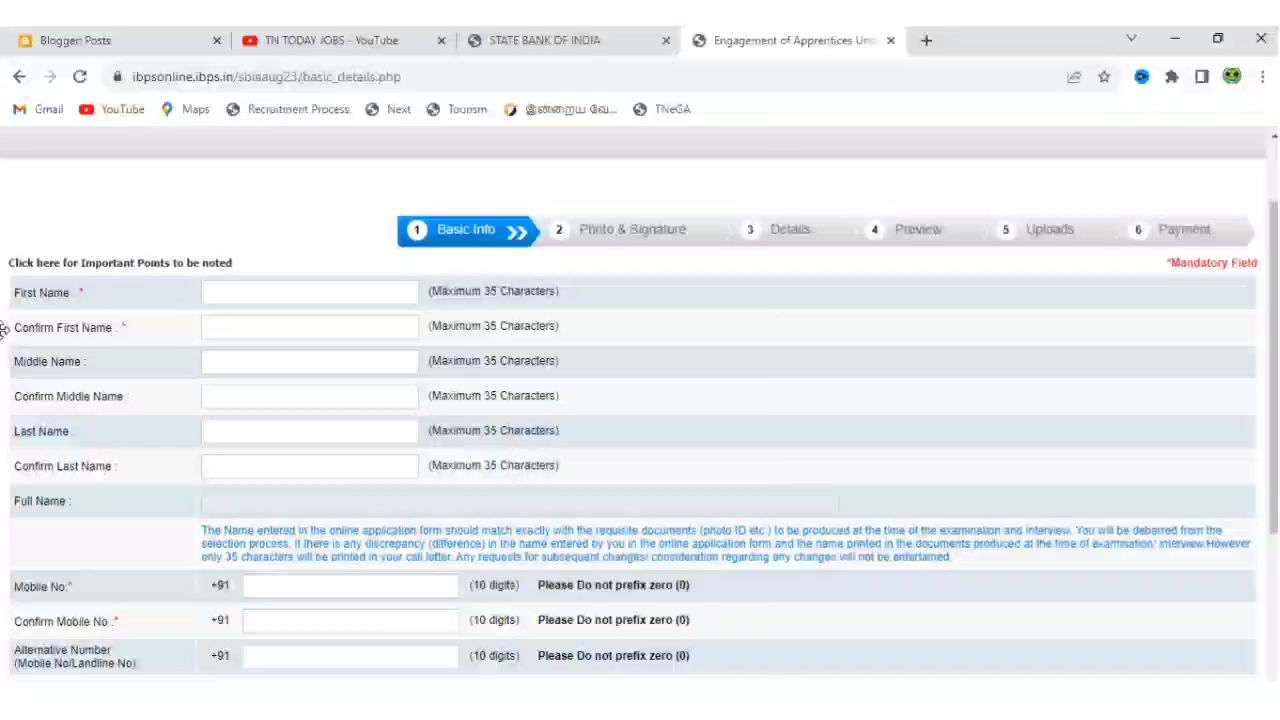 Bloggen Posts
TN TODAY JOBS - YouTube
STATE BANK OF INDIA
Engagement of Apprentices Un
ibpsonline.ibps.in/sbiaaug23/basic_details.php
Gmail
YouTube
Maps
Recruitment Process
Next
Tourism
இன்றைய வே...
TNeGA
1 Basic Info
2 Photo & Signature
3 Details
4 Preview
5 Uploads
6 Payment
Click here for Important Points to be noted
*Mandatory Field
First Name : * (Maximum 35 Characters)
Confirm First Name : * (Maximum 35 Characters)
Middle Name : (Maximum 35 Characters)
Confirm Middle Name (Maximum 35 Characters)
Last Name (Maximum 35 Characters)
Confirm Last Name : (Maximum 35 Characters)
Full Name :
The Name entered in the online application form should match exactly with the requisite documents (photo ID etc.) to be produced at the time of the examination and interview. You will be debarred from the
selection process, if there is any discrepancy (difference) in the name entered by you in the online application form and the name printed in the documents produced at the time of examination/ interview.However
only 35 characters will be printed in your call letter. Any requests for subsequent changes/ consideration regarding any changes will not be entertained.
Mobile No:* +91 (10 digits) Please Do not prefix zero (0)
Confirm Mobile No :* +91 (10 digits) Please Do not prefix zero (0)
Alternative Number
(Mobile No/Landline No) +91 (10 digits) Please Do not prefix zero (0)